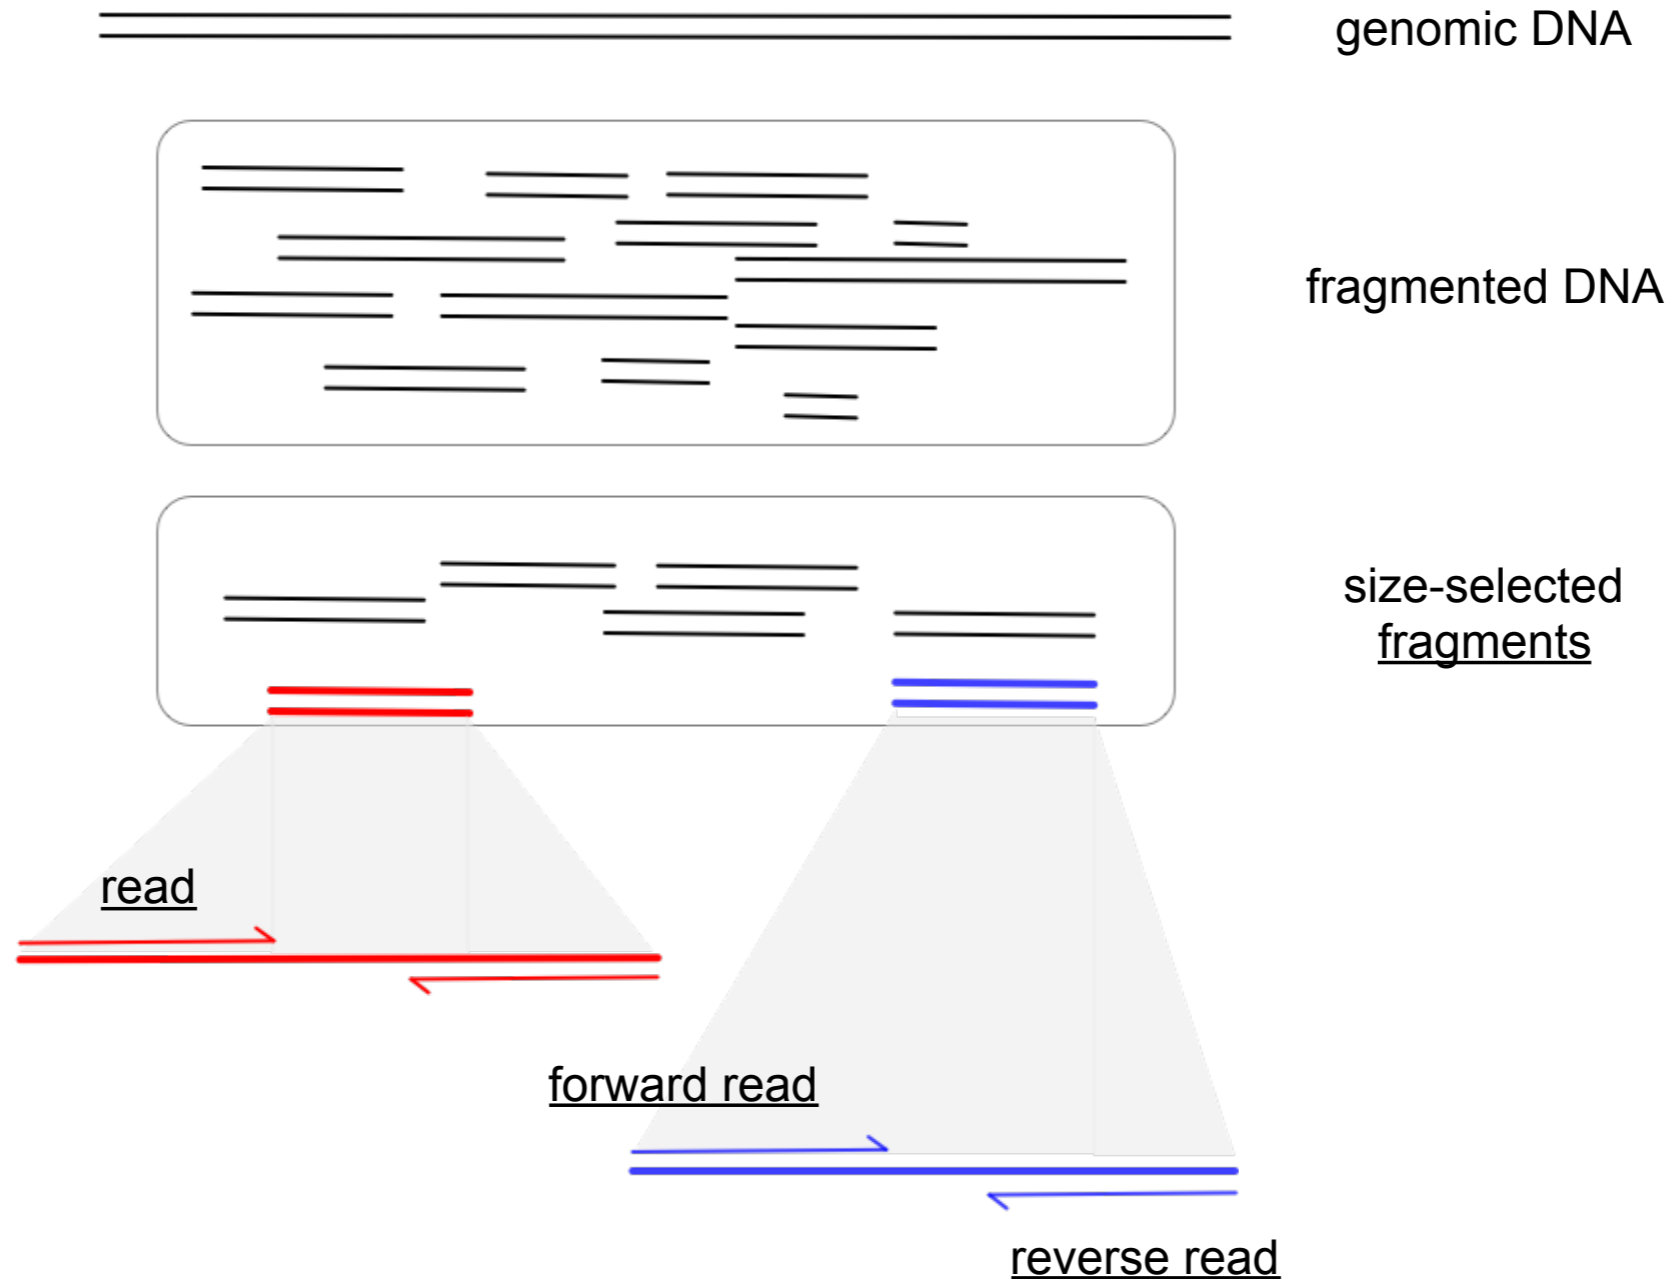 genomic DNA
fragmented DNA
size-selected
fragments
read
forward read
reverse read